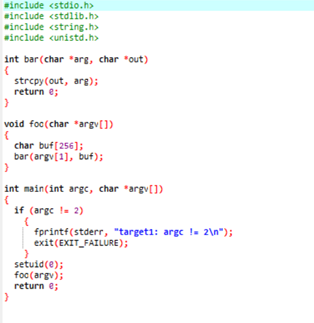 #include <stdio.h>
#include <stdlib.h>
#include <string.h>
#include <unistd.h>
int bar(char *arg, char *out)
{
strcpy(out, arg);
return 0;
}
void foo(char *argv[])
{
char buf[256];
bar(argv[1], buf);
}
int main(int argc, char *argv[])
{
if (argc != 2)
{
fprintf(stderr, "target1: argc != 2\n");
exit(EXIT_FAILURE);
}
setuid(0);
foo(argv);
return 0;
}